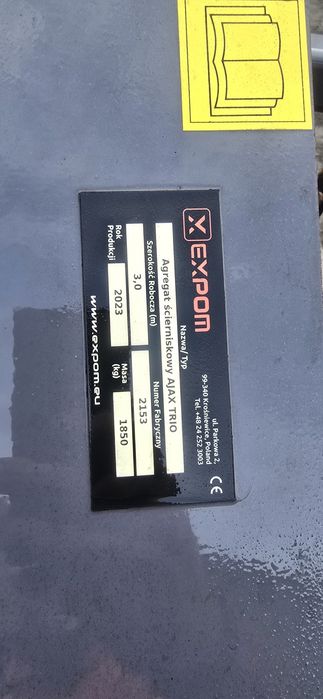 EXPOM
ul. Parkowa 2,
99-340 Krośniewice, Poland
Tel. +48 24 252 3003
CE
Nazwa/Typ
Agregat ścierniskowy AJAX TRIO
Szerokość Robocza (m)
Numer Fabryczny
3,0
2153
Rok Produkcji
2023
Masa (kg)
1850
www.expom.eu